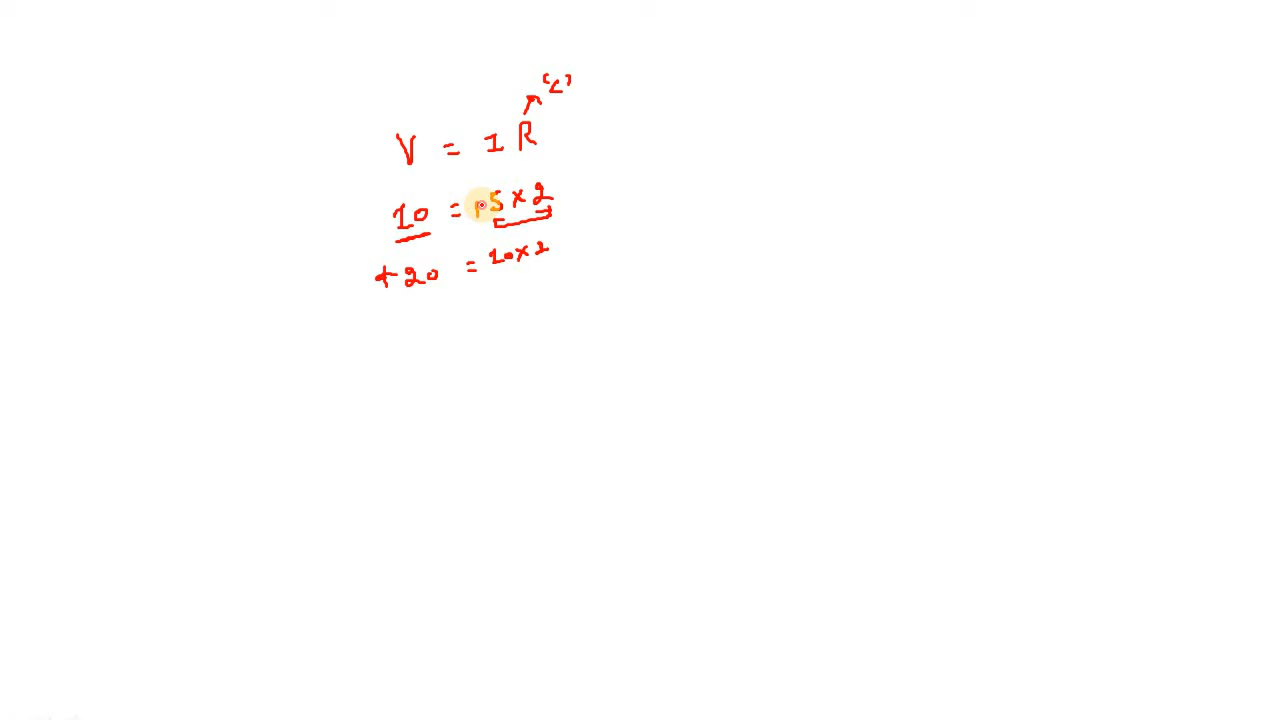 'C'
V = I R
10 = 5 × 2
+20 = 10 × 2